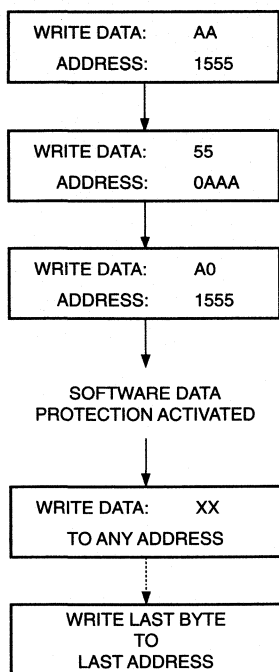 WRITE DATA: AA
ADDRESS: 1555
WRITE DATA: 55
ADDRESS: 0AAA
WRITE DATA: A0
ADDRESS: 1555
SOFTWARE DATA
PROTECTION ACTIVATED
WRITE DATA: XX
TO ANY ADDRESS
WRITE LAST BYTE
TO
LAST ADDRESS